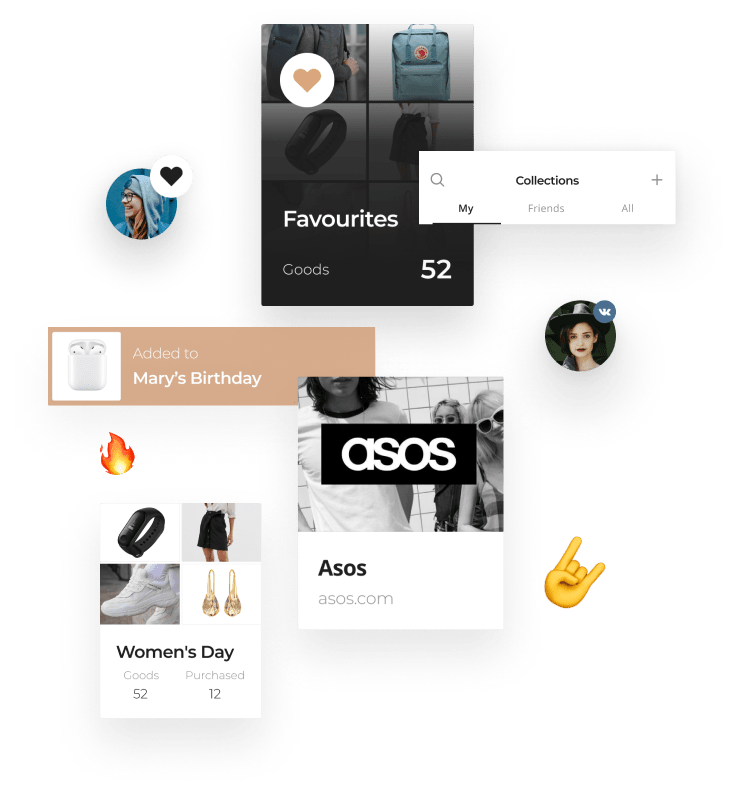 Collections
My Friends All
Favourites
Goods 52
Added to
Mary’s Birthday
asos
Asos
asos.com
Women's Day
Goods Purchased
52 12